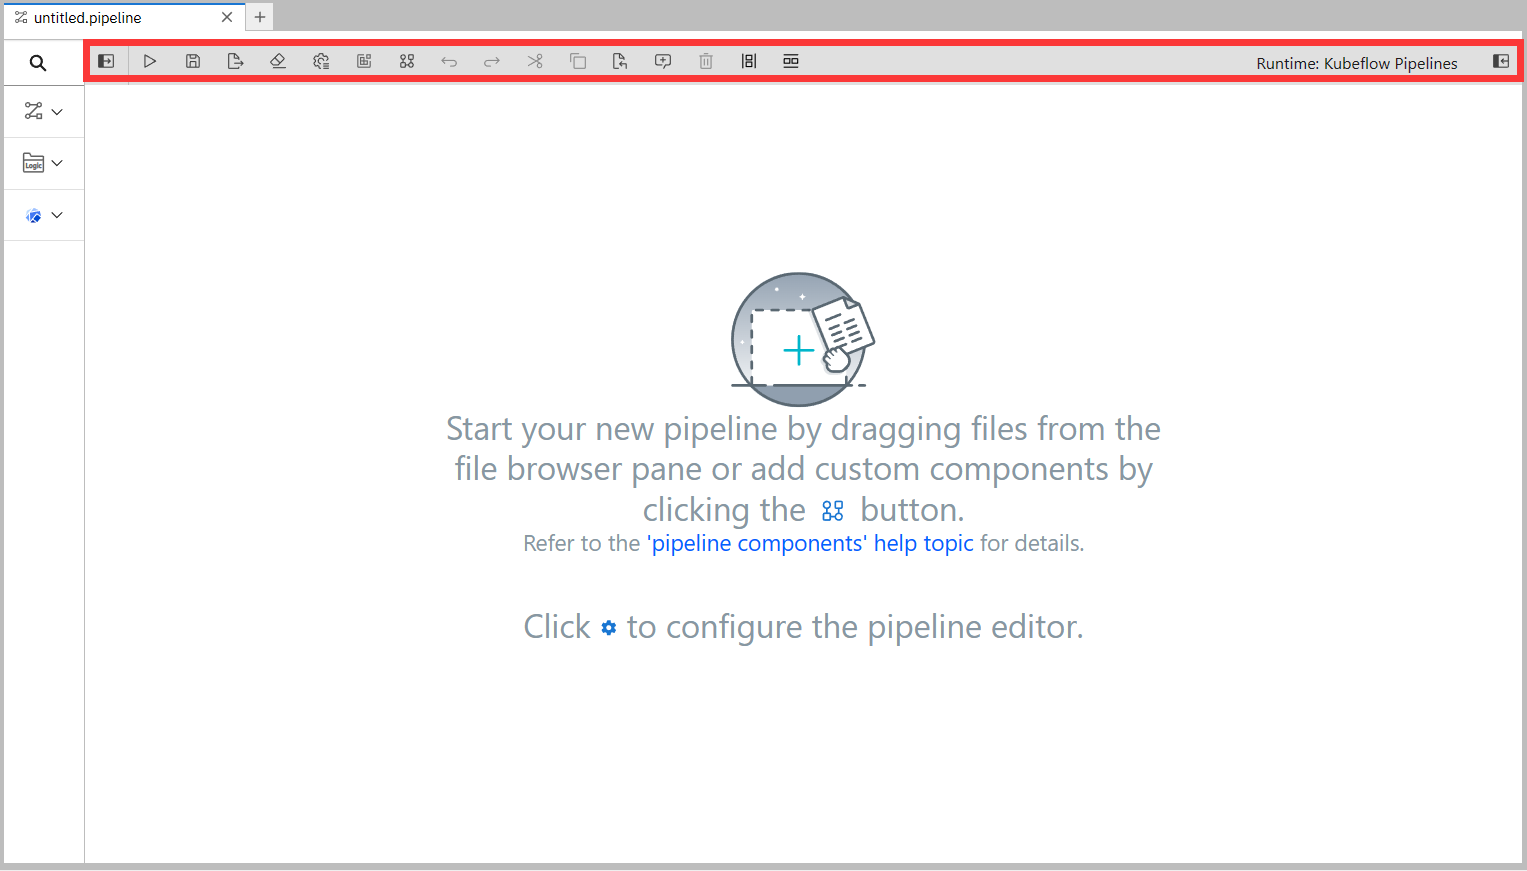 untitled.pipeline
Runtime: Kubeflow Pipelines
Logic
Start your new pipeline by dragging files from the
file browser pane or add custom components by
clicking the button.
Refer to the 'pipeline components' help topic for details.
Click to configure the pipeline editor.